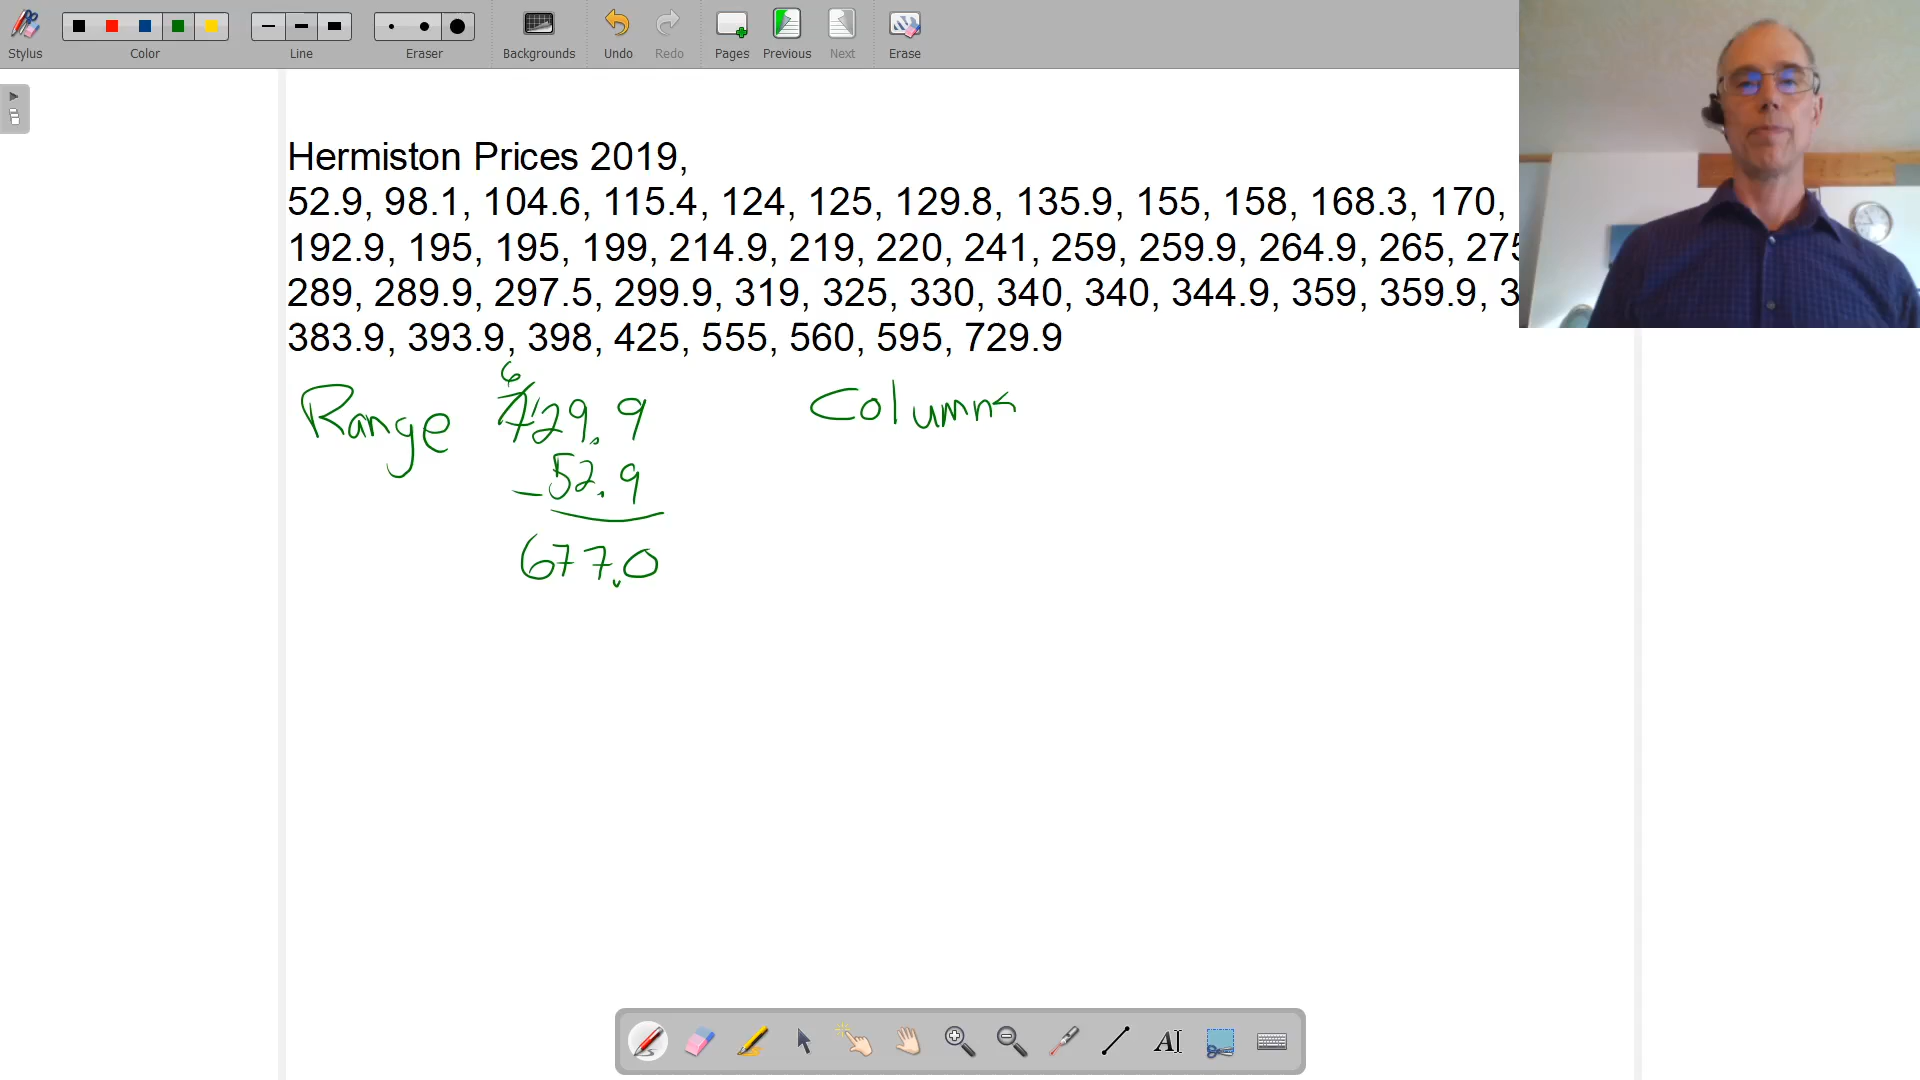 Stylus Color Line Eraser Backgrounds Undo Redo Pages Previous Next Erase
Hermiston Prices 2019,
52.9, 98.1, 104.6, 115.4, 124, 125, 129.8, 135.9, 155, 158, 168.3, 170,
192.9, 195, 195, 199, 214.9, 219, 220, 241, 259, 259.9, 264.9, 265, 275
289, 289.9, 297.5, 299.9, 319, 325, 330, 340, 340, 344.9, 359, 359.9, 3
383.9, 393.9, 398, 425, 555, 560, 595, 729.9
6
Range 729.9 Columns
- 52.9
677.0
AI